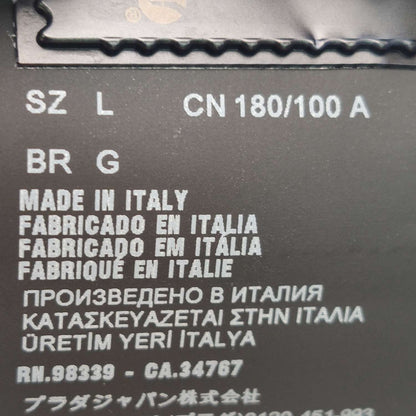 SZ L CN 180/100 A
BR G
MADE IN ITALY
FABRICADO EN ITALIA
FABRICADO EM ITÁLIA
FABRIQUÉ EN ITALIE
ПРОИЗВЕДЕНО В ИТАЛИЯ
ΚΑΤΑΣΚΕΥΑΖΕΤΑΙ ΣΤΗΝ ΙΤΑΛΙΑ
ÜRETİM YERİ İTALYA
RN.98339 - CA.34767
プラダジャパン株式会社